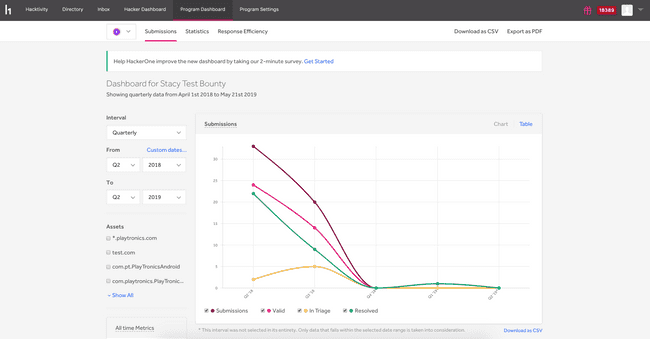 h Hacktivity Directory Inbox Hacker Dashboard Program Dashboard Program Settings 18389
Submissions Statistics Response Efficiency Download as CSV Export as PDF
Help HackerOne improve the new dashboard by taking our 2-minute survey. Get Started
Dashboard for Stacy Test Bounty
Showing quarterly data from April 1st 2018 to May 21st 2019
Interval
Quarterly
From Custom dates...
Q2 2018
To
Q2 2019
Assets
*.playtronics.com
test.com
com.pt.PlayTronicsAndroid
com.playtronics.PlayTronic...
Show All
All time Metrics
Submissions Chart Table
30
25
20
15
10
5
0
Q2 '18 Q3 '18
Submissions Valid In Triage Resolved
* This interval was not selected in its entirety. Only data that falls within the selected date range is taken into consideration. Download as CSV